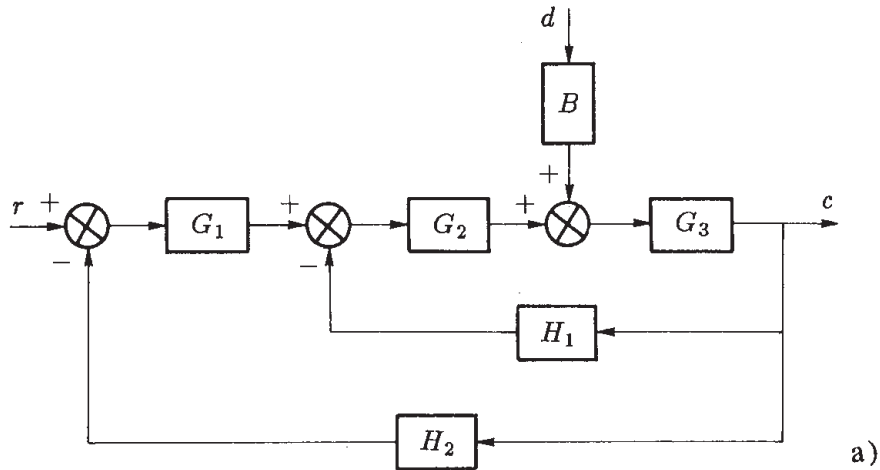 d
B
+
r
+
G₁
+
G₂
+
G₃
c
−
−
H₁
H₂
a)